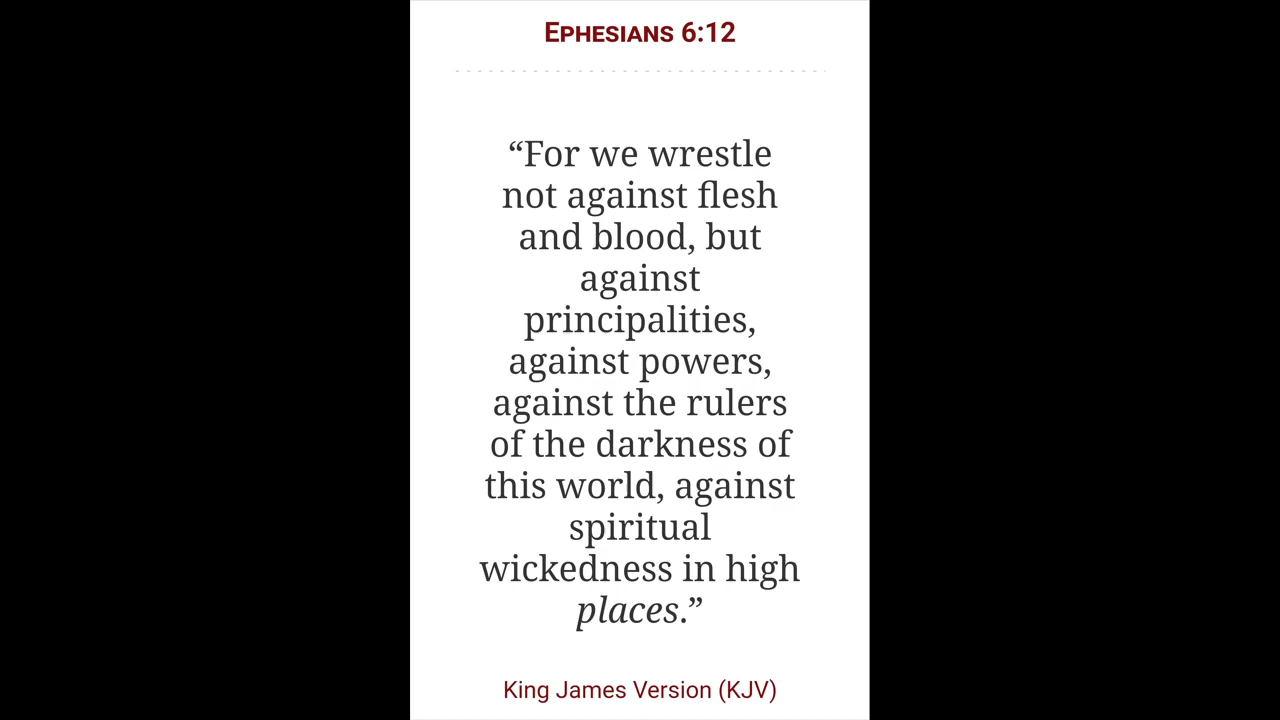 EPHESIANS 6:12
“For we wrestle
not against flesh
and blood, but
against
principalities,
against powers,
against the rulers
of the darkness of
this world, against
spiritual
wickedness in high
places.”
King James Version (KJV)